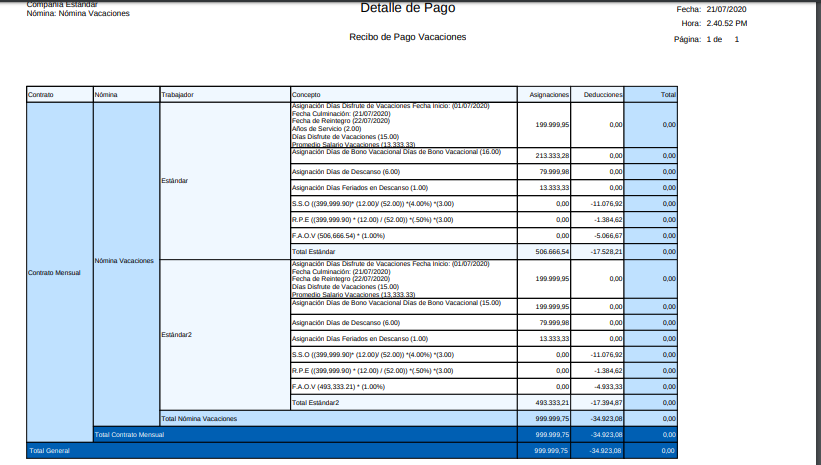 Compañía Estándar
Nómina: Nómina Vacaciones
Detalle de Pago
Recibo de Pago Vacaciones
Fecha: 21/07/2020
Hora: 2.40.52 PM
Página: 1 de 1
Contrato Nómina Trabajador Concepto Asignaciones Deducciones Total
Contrato Mensual
Nómina Vacaciones
Estándar
Asignación Días Disfrute de Vacaciones Fecha Inicio: (01/07/2020)
Fecha Culminación: (21/07/2020)
Fecha de Reintegro (22/07/2020)
Años de Servicio (2.00)
Días Disfrute de Vacaciones (15.00)
Promedio Salario Vacaciones (13,333.33)
199.999,95 0,00 0,00
Asignación Días de Bono Vacacional Días de Bono Vacacional (16.00) 213.333,28 0,00 0,00
Asignación Días de Descanso (6.00) 79.999,98 0,00 0,00
Asignación Días Feriados en Descanso (1.00) 13.333,33 0,00 0,00
S.S.O ((399,999.90)* (12.00)/ (52.00)) *(4.00%) *(3.00) 0,00 -11.076,92 0,00
R.P.E ((399,999.90) * (12.00) / (52.00)) *(.50%) *(3.00) 0,00 -1.384,62 0,00
F.A.O.V (506,666.54) * (1.00%) 0,00 -5.066,67 0,00
Total Estándar 506.666,54 -17.528,21 0,00
Estándar2
Asignación Días Disfrute de Vacaciones Fecha Inicio: (01/07/2020)
Fecha Culminación: (21/07/2020)
Fecha de Reintegro (22/07/2020)
Días Disfrute de Vacaciones (15.00)
Promedio Salario Vacaciones (13,333.33)
199.999,95 0,00 0,00
Asignación Días de Bono Vacacional Días de Bono Vacacional (15.00) 199.999,95 0,00 0,00
Asignación Días de Descanso (6.00) 79.999,98 0,00 0,00
Asignación Días Feriados en Descanso (1.00) 13.333,33 0,00 0,00
S.S.O ((399,999.90)* (12.00)/ (52.00)) *(4.00%) *(3.00) 0,00 -11.076,92 0,00
R.P.E ((399,999.90) * (12.00) / (52.00)) *(.50%) *(3.00) 0,00 -1.384,62 0,00
F.A.O.V (493,333.21) * (1.00%) 0,00 -4.933,33 0,00
Total Estándar2 493.333,21 -17.394,87 0,00
Total Nómina Vacaciones 999.999,75 -34.923,08 0,00
Total Contrato Mensual 999.999,75 -34.923,08 0,00
Total General 999.999,75 -34.923,08 0,00